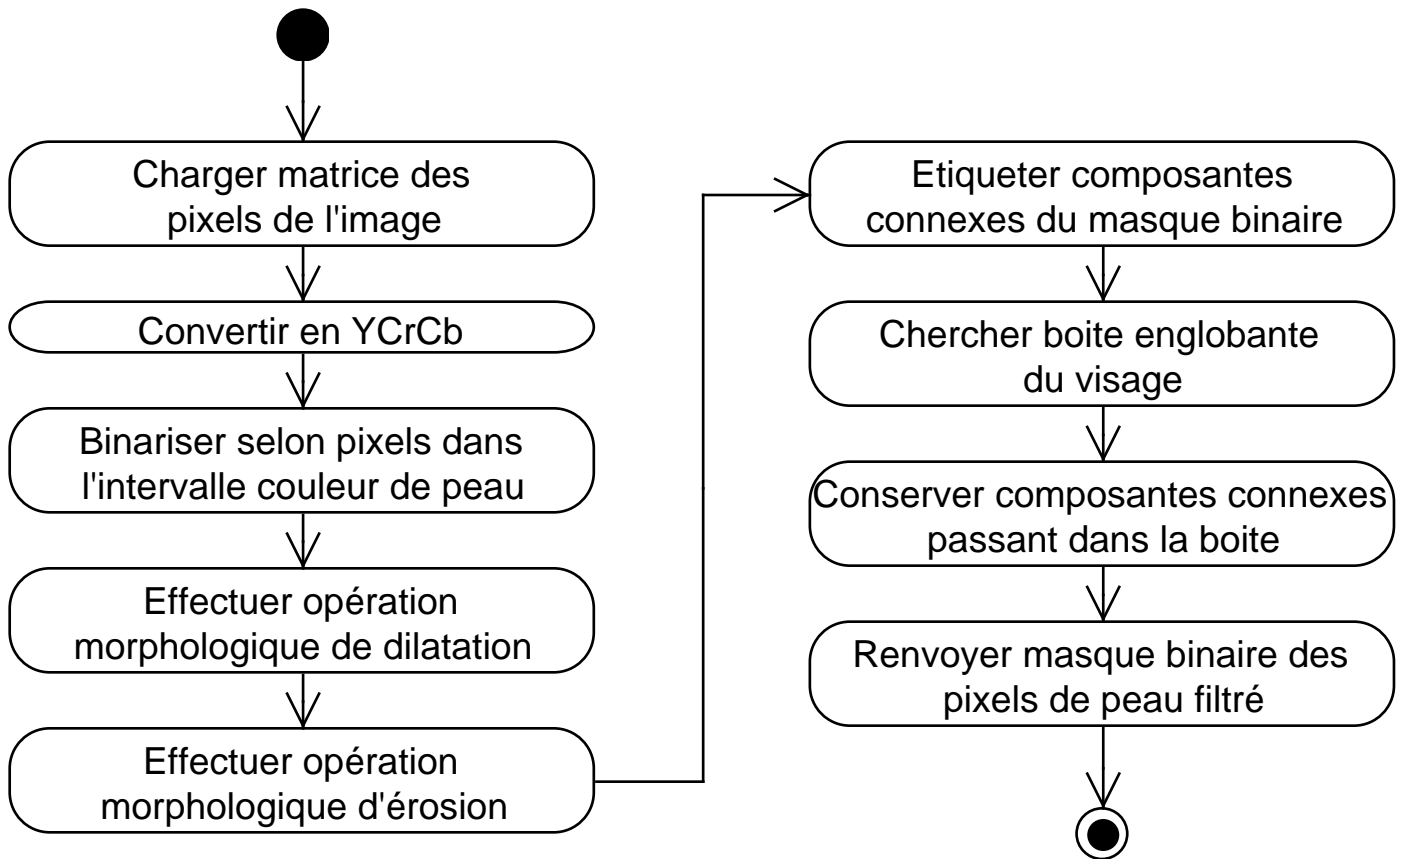 Charger matrice des
pixels de l'image
Convertir en YCrCb
Binariser selon pixels dans
l'intervalle couleur de peau
Effectuer opération
morphologique de dilatation
Effectuer opération
morphologique d'érosion
Etiqueter composantes
connexes du masque binaire
Chercher boite englobante
du visage
Conserver composantes connexes
passant dans la boite
Renvoyer masque binaire des
pixels de peau filtré